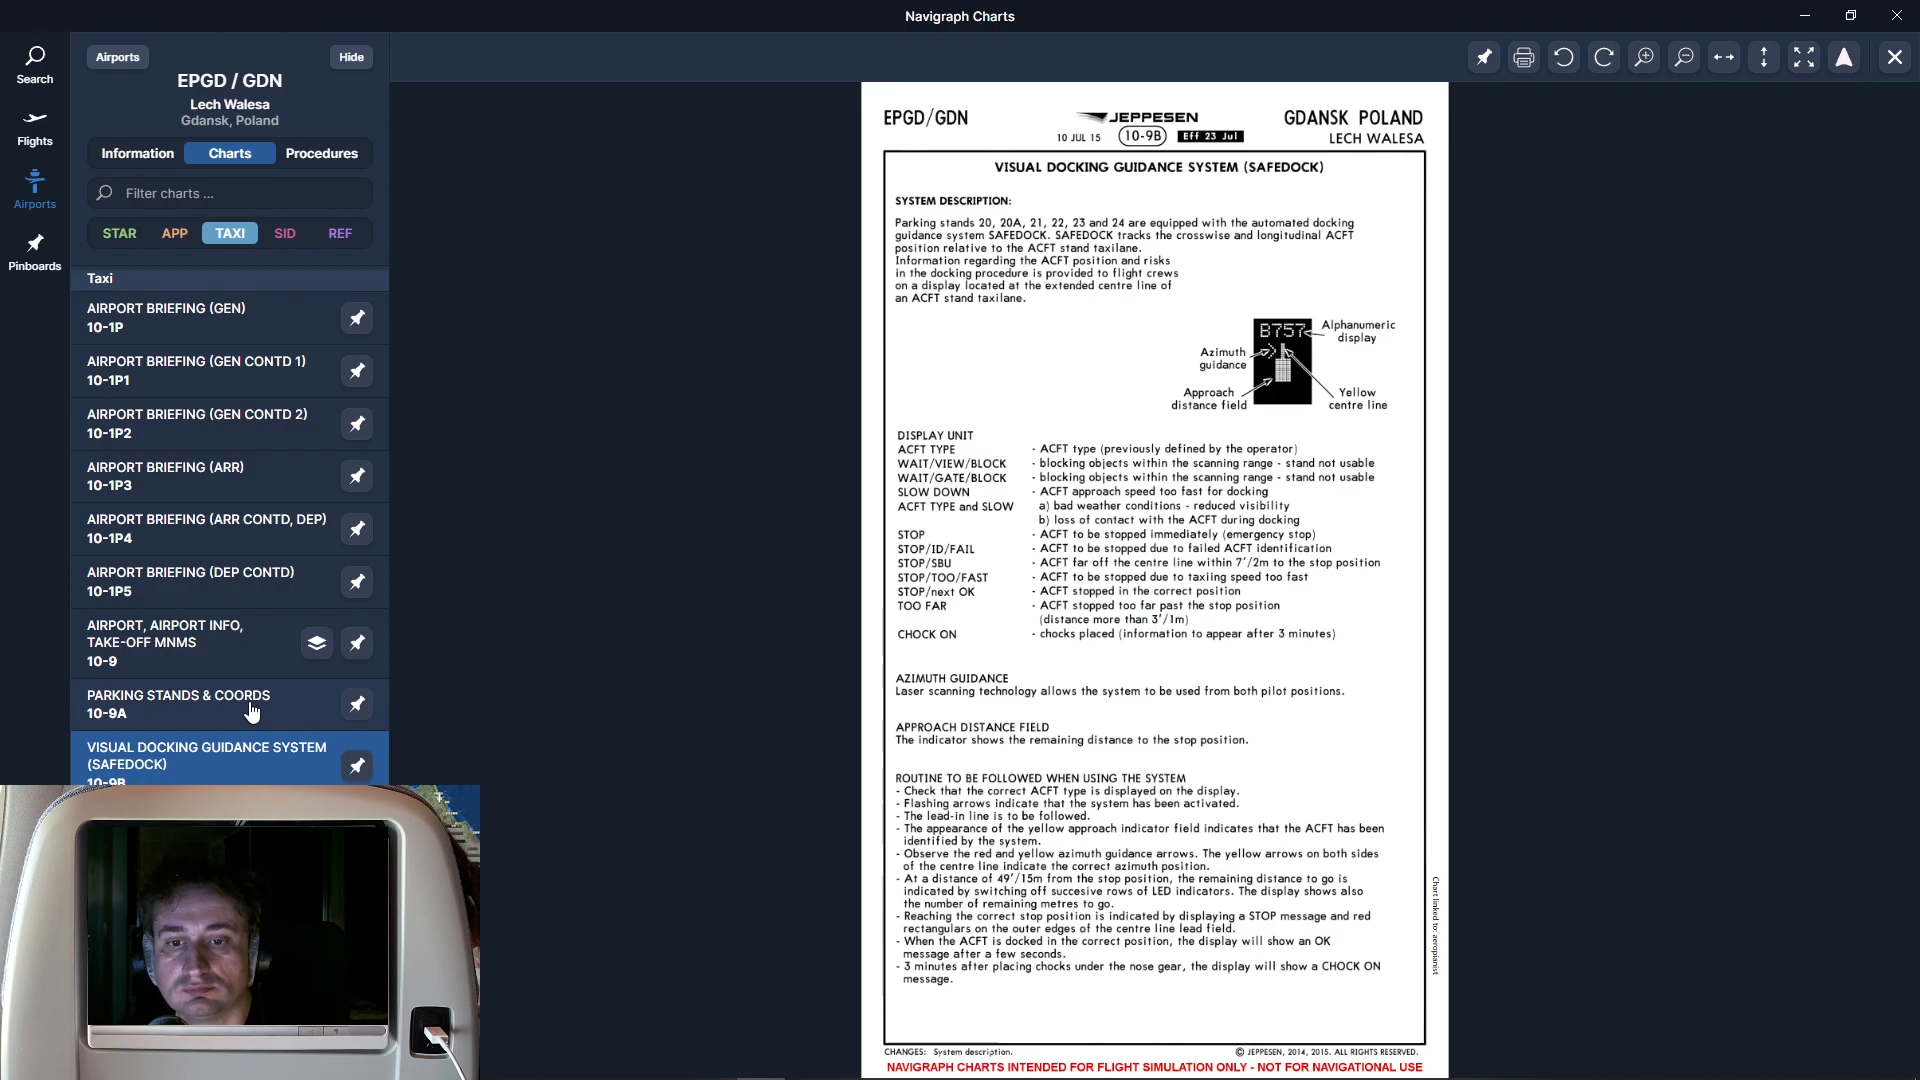 Navigraph Charts
Search
Flights
Airports
Pinboards
Airports
Hide
EPGD / GDN
Lech Walesa
Gdansk, Poland
Information
Charts
Procedures
Filter charts ...
STAR
APP
TAXI
SID
REF
Taxi
AIRPORT BRIEFING (GEN)
10-1P
AIRPORT BRIEFING (GEN CONTD 1)
10-1P1
AIRPORT BRIEFING (GEN CONTD 2)
10-1P2
AIRPORT BRIEFING (ARR)
10-1P3
AIRPORT BRIEFING (ARR CONTD, DEP)
10-1P4
AIRPORT BRIEFING (DEP CONTD)
10-1P5
AIRPORT, AIRPORT INFO,
TAKE-OFF MNMS
10-9
PARKING STANDS & COORDS
10-9A
VISUAL DOCKING GUIDANCE SYSTEM
(SAFEDOCK)
10-9B
EPGD/GDN
JEPPESEN
GDANSK POLAND
10 JUL 15
10-9B
Eff 23 Jul
LECH WALESA
VISUAL DOCKING GUIDANCE SYSTEM (SAFEDOCK)
SYSTEM DESCRIPTION:
Parking stands 20, 20A, 21, 22, 23 and 24 are equipped with the automated docking
guidance system SAFEDOCK. SAFEDOCK tracks the crosswise and longitudinal ACFT
position relative to the ACFT stand taxilane.
Information regarding the ACFT position and risks
in the docking procedure is provided to flight crews
on a display located at the extended centre line of
an ACFT stand taxilane.
B757
Alphanumeric
display
Azimuth
guidance
Approach
distance field
Yellow
centre line
DISPLAY UNIT
ACFT TYPE - ACFT type (previously defined by the operator)
WAIT/VIEW/BLOCK - blocking objects within the scanning range - stand not usable
WAIT/GATE/BLOCK - blocking objects within the scanning range - stand not usable
SLOW DOWN - ACFT approach speed too fast for docking
ACFT TYPE and SLOW a) bad weather conditions - reduced visibility
b) loss of contact with the ACFT during docking
STOP - ACFT to be stopped immediately (emergency stop)
STOP/ID/FAIL - ACFT to be stopped due to failed ACFT identification
STOP/SBU - ACFT far off the centre line within 7'/2m to the stop position
STOP/TOO/FAST - ACFT to be stopped due to taxiing speed too fast
STOP/next OK - ACFT stopped in the correct position
TOO FAR - ACFT stopped too far past the stop position
(distance more than 3'/1m)
CHOCK ON - chocks placed (information to appear after 3 minutes)
AZIMUTH GUIDANCE
Laser scanning technology allows the system to be used from both pilot positions.
APPROACH DISTANCE FIELD
The indicator shows the remaining distance to the stop position.
ROUTINE TO BE FOLLOWED WHEN USING THE SYSTEM
- Check that the correct ACFT type is displayed on the display.
- Flashing arrows indicate that the system has been activated.
- The lead-in line is to be followed.
- The appearance of the yellow approach indicator field indicates that the ACFT has been
identified by the system.
- Observe the red and yellow azimuth guidance arrows. The yellow arrows on both sides
of the centre line indicate the correct azimuth position.
- At a distance of 49'/15m from the stop position, the remaining distance to go is
indicated by switching off succesive rows of LED indicators. The display shows also
the number of remaining metres to go.
- Reaching the correct stop position is indicated by displaying a STOP message and red
rectangulars on the outer edges of the centre line lead field.
- When the ACFT is docked in the correct position, the display will show an OK
message after a few seconds.
- 3 minutes after placing chocks under the nose gear, the display will show a CHOCK ON
message.
Chart linked to: aeropianist
CHANGES: System description.
© JEPPESEN, 2014, 2015. ALL RIGHTS RESERVED.
NAVIGRAPH CHARTS INTENDED FOR FLIGHT SIMULATION ONLY - NOT FOR NAVIGATIONAL USE